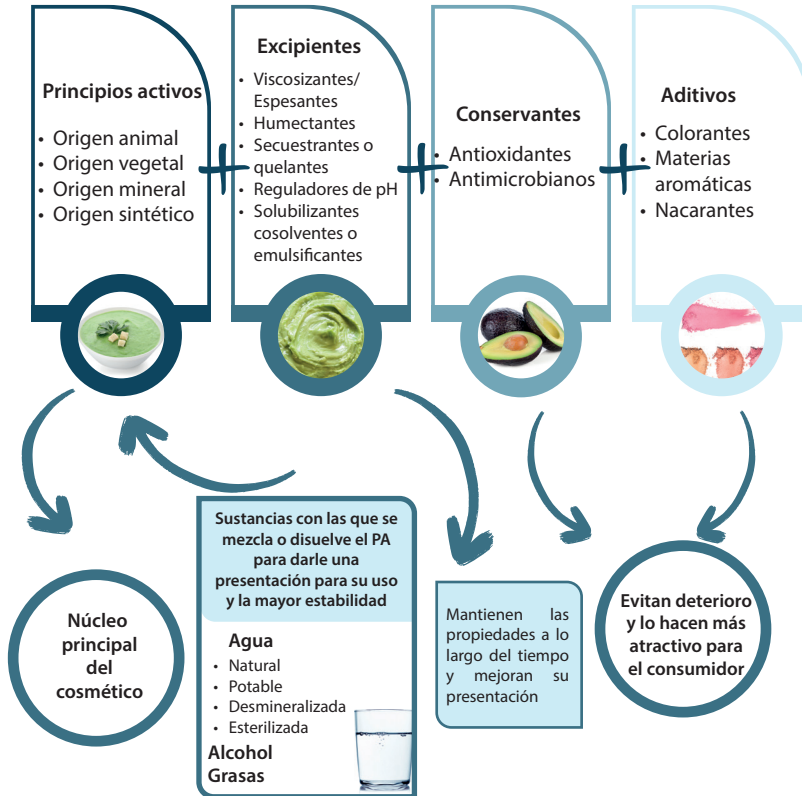 Principios activos
• Origen animal
• Origen vegetal
• Origen mineral
• Origen sintético
+
Excipientes
• Viscosizantes/
Espesantes
• Humectantes
• Secuestrantes o
quelantes
• Reguladores de pH
• Solubilizantes
cosolventes o
emulsificantes
+
Conservantes
• Antioxidantes
• Antimicrobianos
+
Aditivos
• Colorantes
• Materias
aromáticas
• Nacarantes
Núcleo
principal
del
cosmético
Sustancias con las que se
mezcla o disuelve el PA
para darle una
presentación para su uso
y la mayor estabilidad
Agua
• Natural
• Potable
• Desmineralizada
• Esterilizada
Alcohol
Grasas
Mantienen las
propiedades a lo
largo del tiempo
y mejoran su
presentación
Evitan deterioro
y lo hacen más
atractivo para
el consumidor